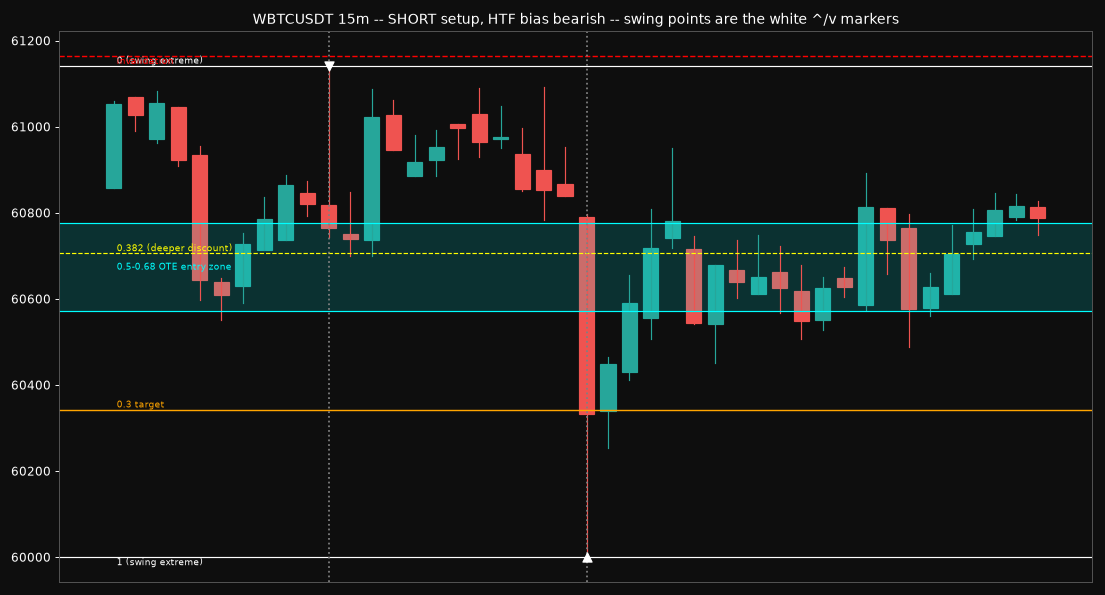 WBTCUSDT 15m -- SHORT setup, HTF bias bearish -- swing points are the white ^/v markers
61200
0 (swing extreme)
61000
60800
0.382 (deeper discount)
0.5-0.68 OTE entry zone
60600
60400
0.3 target
60200
60000
1 (swing extreme)